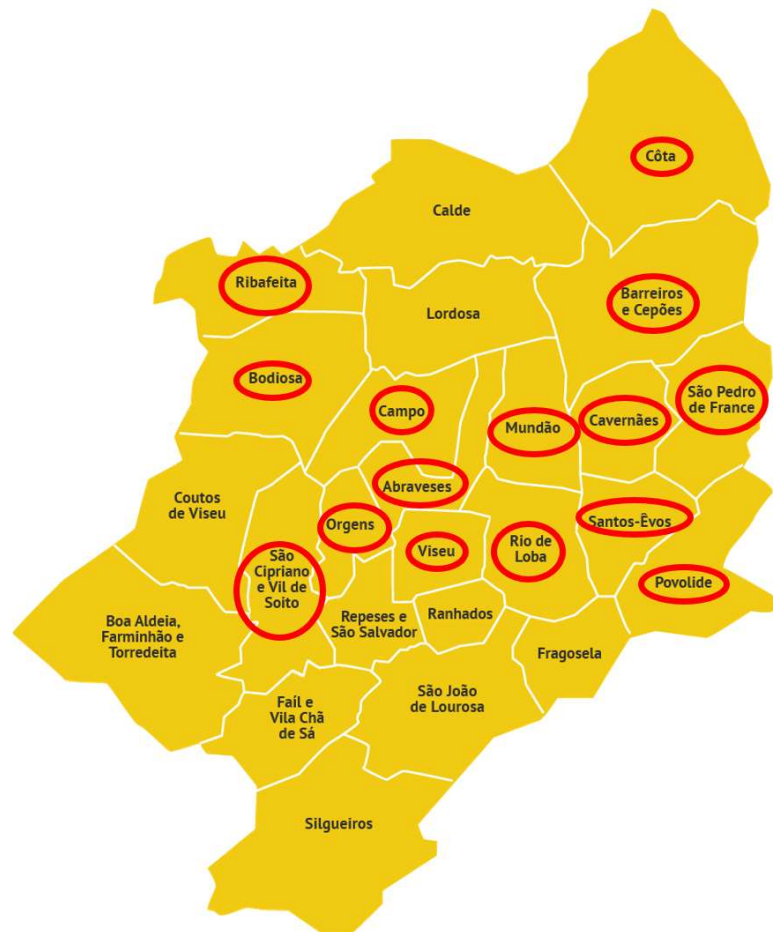 Côta
Calde
Ribafeita
Barreiros
e Cepões
Lordosa
Bodiosa
São Pedro
de France
Campo
Cavernães
Mundão
Abraveses
Coutos
de Viseu
Orgens
Santos-Êvos
Viseu
Rio de
Loba
São
Cipriano
e Vil de
Soito
Povolide
Boa Aldeia,
Farminhão e
Torredeita
Repeses e
São Salvador
Ranhados
Fragosela
Faíl e
Vila Chã
de Sá
São João
de Lourosa
Silgueiros